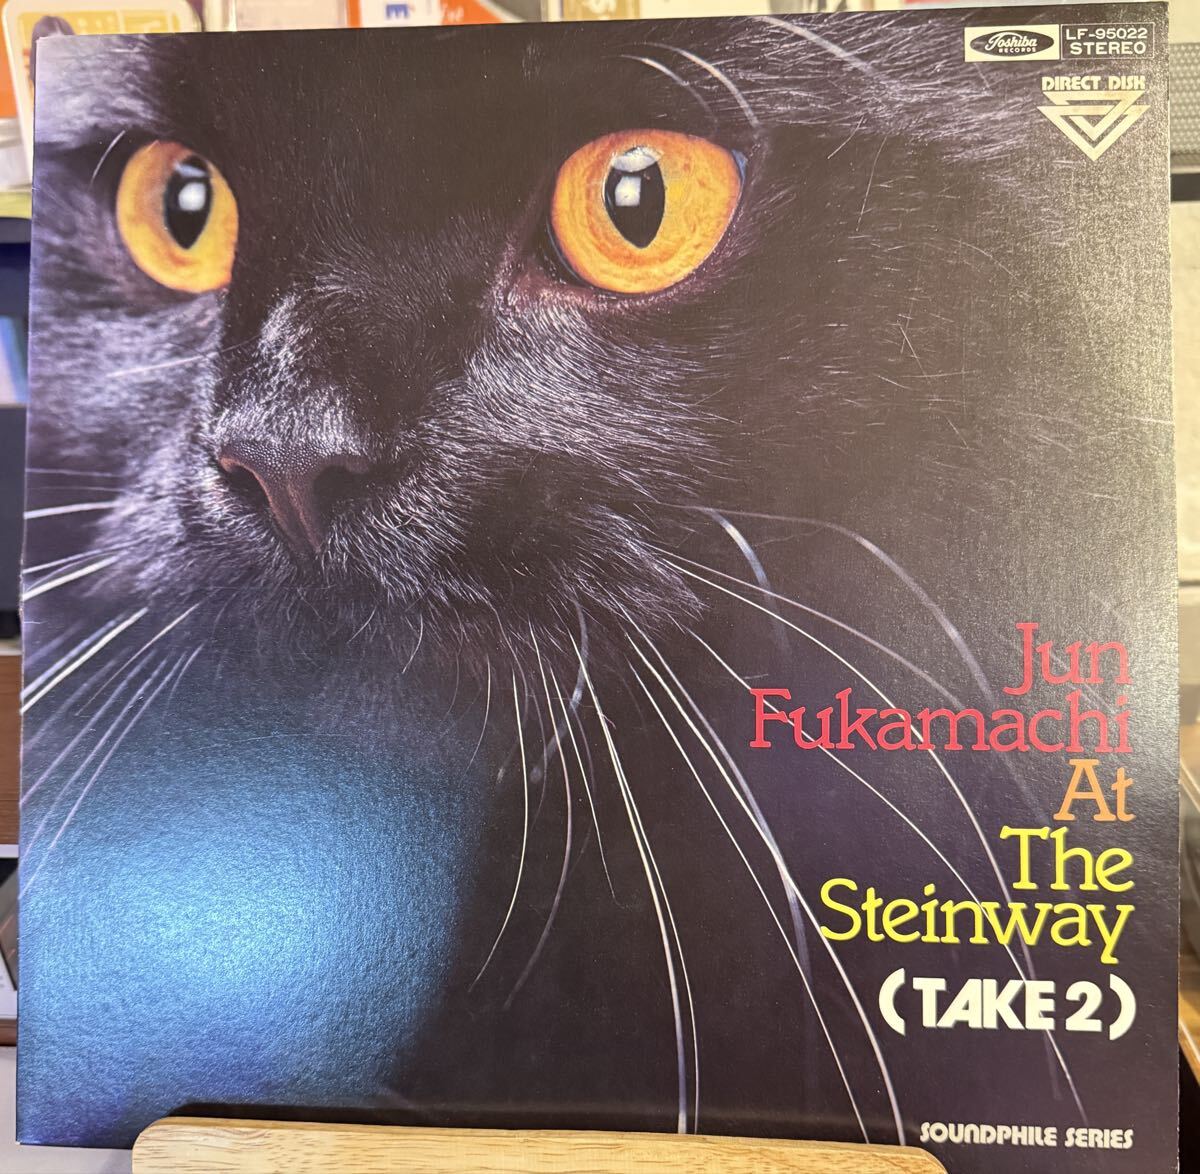 Toshiba
RECORDS
LF-95022
STEREO
DIRECT DISK
Jun
Fukamachi
At
The
Steinway
(TAKE 2)
SOUNDPHILE SERIES